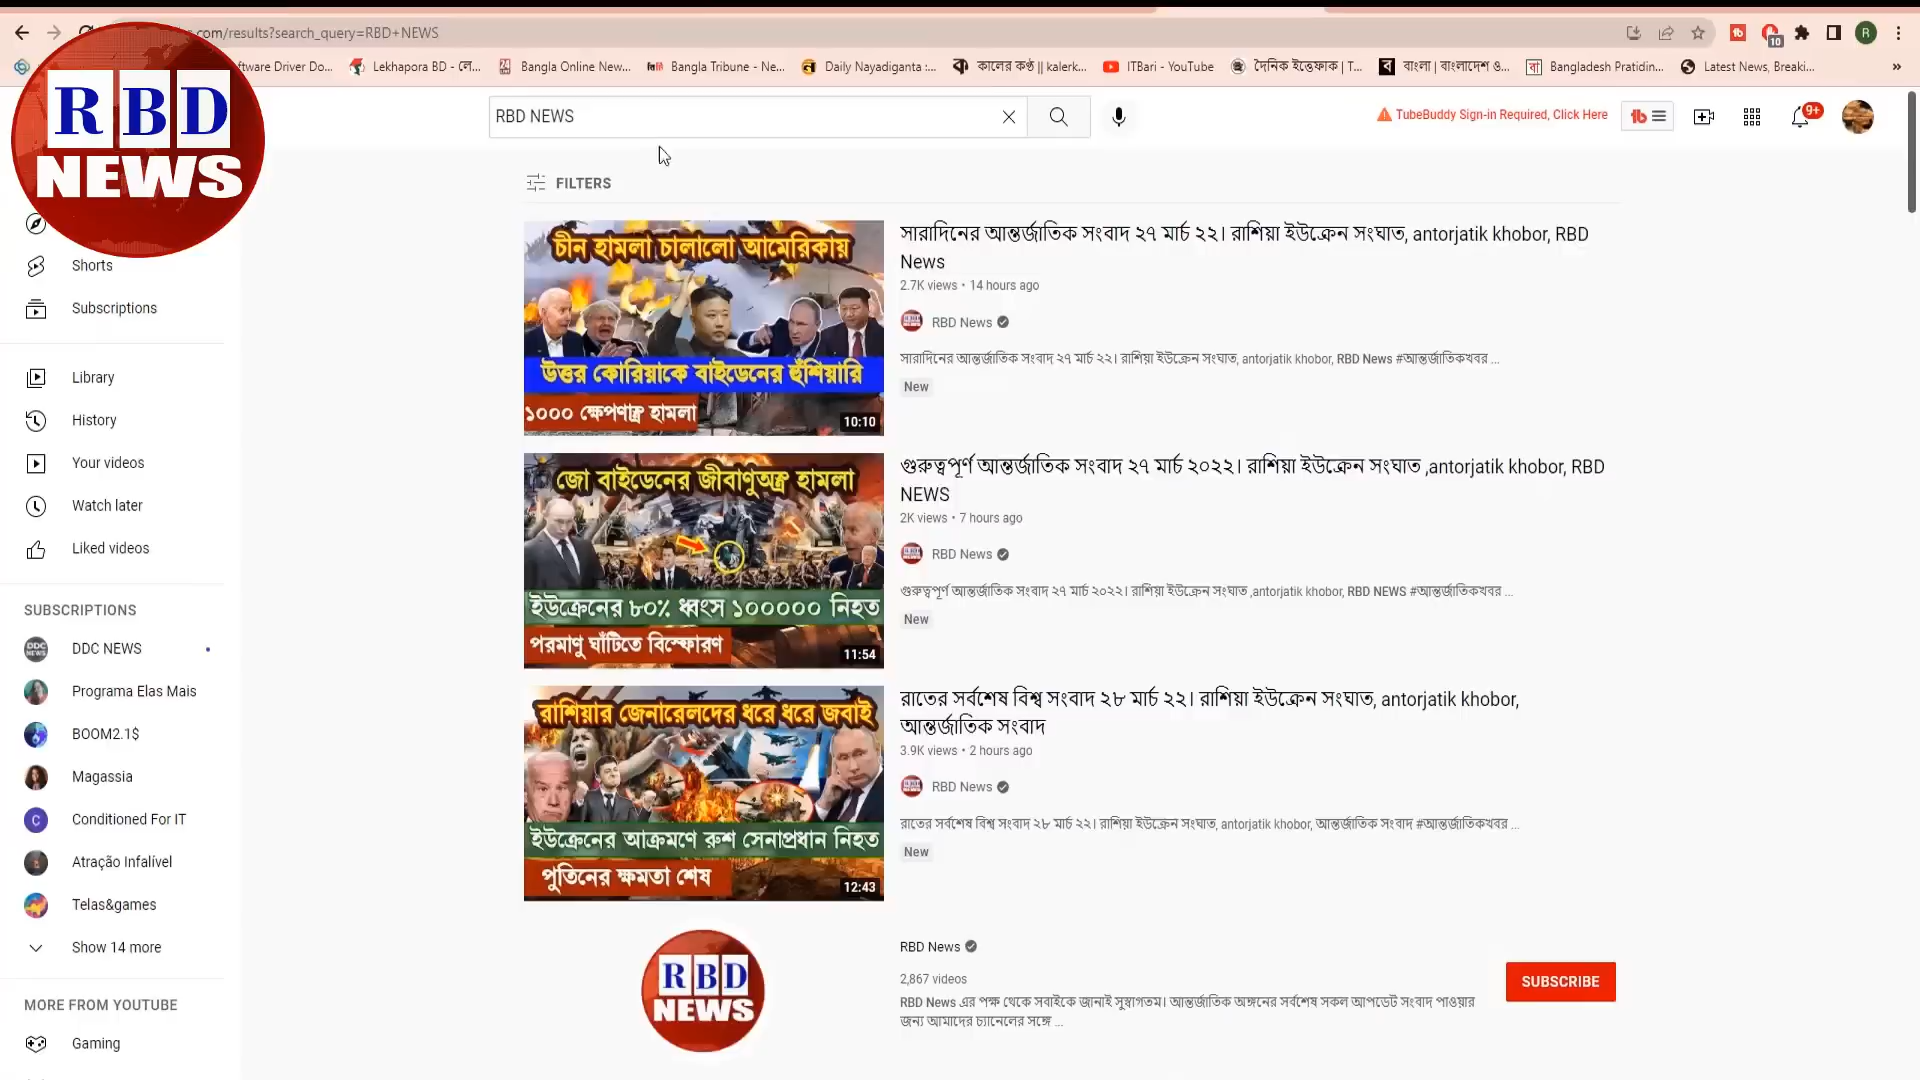 .com/results?search_query=RBD+NEWS
10
R
ftware Driver Do...
Lekhapora BD - লে...
Bangla Online New...
Bangla Tribune - Ne...
Daily Nayadiganta :...
কালের কণ্ঠ || kalerk...
ITBari - YouTube
দৈনিক ইত্তেফাক | T...
বাংলা | বাংলাদেশ ও...
Bangladesh Pratidin...
Latest News, Breaki...
»
RBD
NEWS
RBD NEWS
TubeBuddy Sign-in Required, Click Here
9+
Shorts
Subscriptions
Library
History
Your videos
Watch later
Liked videos
SUBSCRIPTIONS
DDC NEWS
Programa Elas Mais
BOOM2.1$
Magassia
C
Conditioned For IT
Atração Infalível
Telas&games
Show 14 more
MORE FROM YOUTUBE
Gaming
FILTERS
চীন হামলা চালালো আমেরিকায়
উত্তর কোরিয়াকে বাইডেনের হুঁশিয়ারি
১০০০ ক্ষেপণাস্ত্র হামলা
10:10
সারাদিনের আন্তর্জাতিক সংবাদ ২৭ মার্চ ২২। রাশিয়া ইউক্রেন সংঘাত, antorjatik khobor, RBD
News
2.7K views • 14 hours ago
RBD News
সারাদিনের আন্তর্জাতিক সংবাদ ২৭ মার্চ ২২। রাশিয়া ইউক্রেন সংঘাত, antorjatik khobor, RBD News #আন্তর্জাতিকখবর ...
New
জো বাইডেনের জীবাণুঅস্ত্র হামলা
ইউক্রেনের ৮০% ধ্বংস ১০০০০০ নিহত
পরমাণু ঘাঁটিতে বিস্ফোরণ
11:54
গুরুত্বপূর্ণ আন্তর্জাতিক সংবাদ ২৭ মার্চ ২০২২। রাশিয়া ইউক্রেন সংঘাত ,antorjatik khobor, RBD
NEWS
2K views • 7 hours ago
RBD News
গুরুত্বপূর্ণ আন্তর্জাতিক সংবাদ ২৭ মার্চ ২০২২। রাশিয়া ইউক্রেন সংঘাত ,antorjatik khobor, RBD NEWS #আন্তর্জাতিকখবর ...
New
রাশিয়ার জেনারেলদের ধরে ধরে জবাই
ইউক্রেনের আক্রমণে রুশ সেনাপ্রধান নিহত
পুতিনের ক্ষমতা শেষ
12:43
রাতের সর্বশেষ বিশ্ব সংবাদ ২৮ মার্চ ২২। রাশিয়া ইউক্রেন সংঘাত, antorjatik khobor,
আন্তর্জাতিক সংবাদ
3.9K views • 2 hours ago
RBD News
রাতের সর্বশেষ বিশ্ব সংবাদ ২৮ মার্চ ২২। রাশিয়া ইউক্রেন সংঘাত, antorjatik khobor, আন্তর্জাতিক সংবাদ #আন্তর্জাতিকখবর ...
New
RBD
NEWS
RBD News
2,867 videos
RBD News এর পক্ষ থেকে সবাইকে জানাই সুস্বাগতম। আন্তর্জাতিক অঙ্গনের সর্বশেষ সকল আপডেট সংবাদ পাওয়ার
জন্য আমাদের চ্যানেলের সঙ্গে ...
SUBSCRIBE